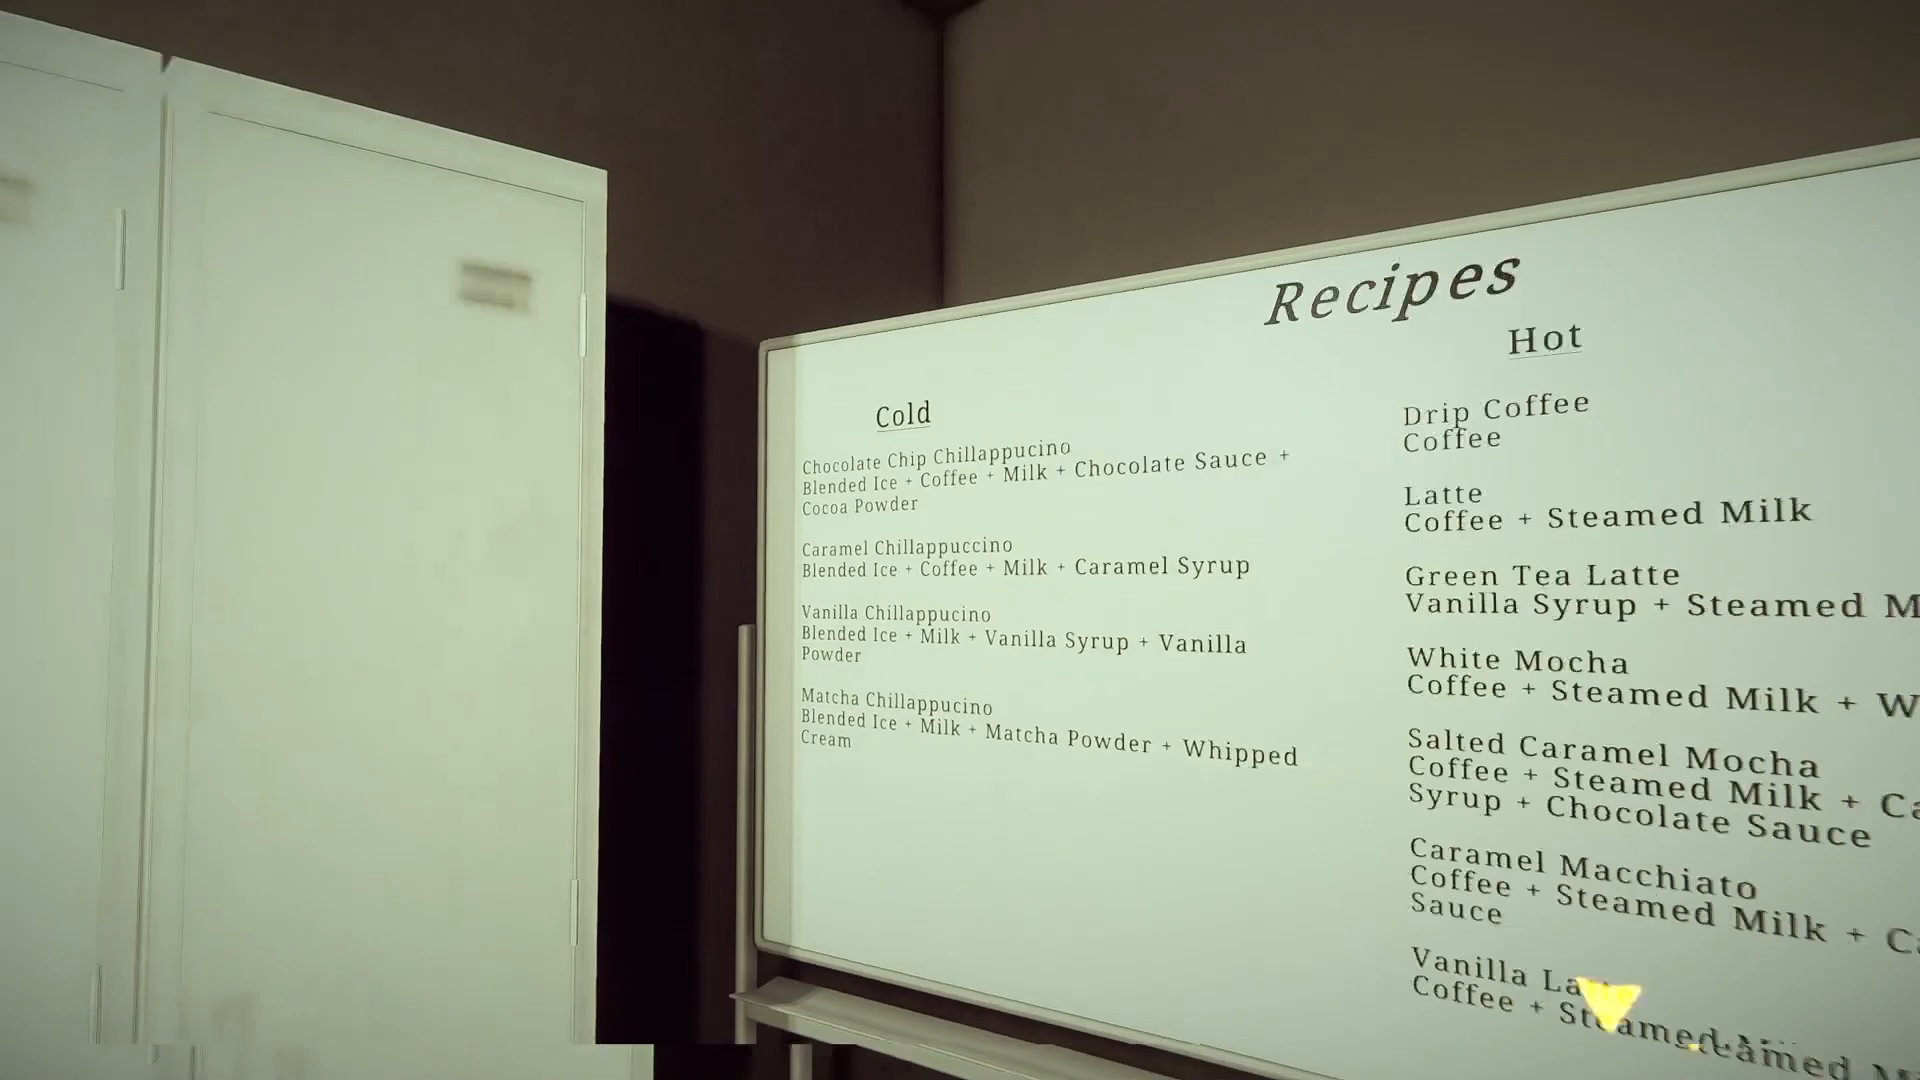 Recipes
Cold
Chocolate Chip Chillappucino
Blended Ice + Coffee + Milk + Chocolate Sauce +
Cocoa Powder
Caramel Chillappuccino
Blended Ice + Coffee + Milk + Caramel Syrup
Vanilla Chillappucino
Blended Ice + Milk + Vanilla Syrup + Vanilla
Powder
Matcha Chillappucino
Blended Ice + Milk + Matcha Powder + Whipped
Cream
Hot
Drip Coffee
Coffee
Latte
Coffee + Steamed Milk
Green Tea Latte
Vanilla Syrup + Steamed
White Mocha
Coffee + Steamed Milk +
Salted Caramel Mocha
Coffee + Steamed Milk +
Syrup + Chocolate Sauce
Caramel Macchiato
Coffee + Steamed Milk +
Sauce
Vanilla
Coffee + Steamed